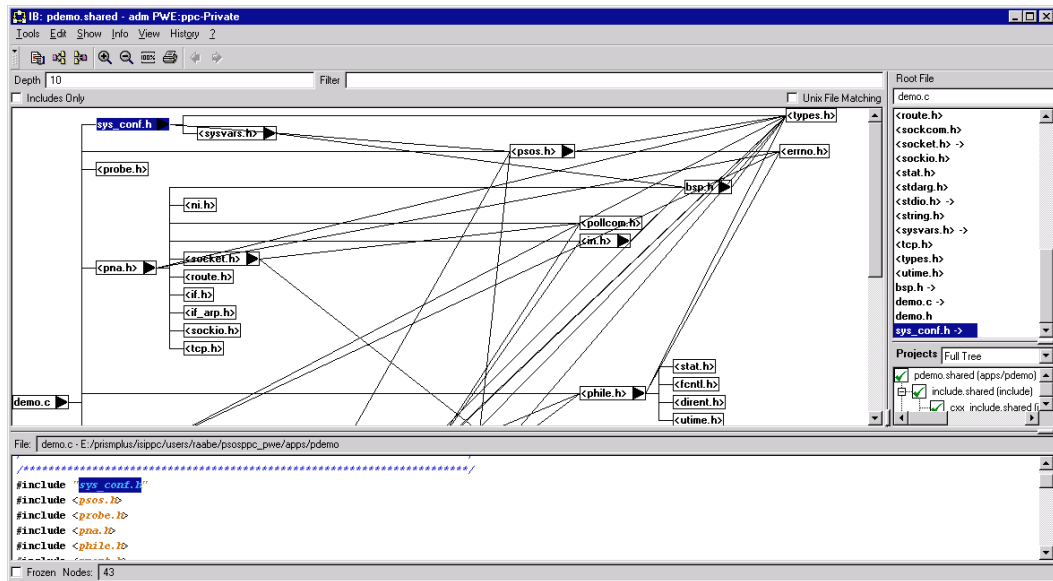 IB: pdemo.shared - adm PWE:ppc-Private
Tools Edit Show Info View History ?
100%
Depth 10 Filter
Includes Only Unix File Matching
Root File
demo.c
sys_conf.h
<sysvars.h>
<types.h>
<psos.h>
<errno.h>
<probe.h>
bsp.h
<ni.h>
<pollcom.h>
<in.h>
<socket.h>
<pna.h>
<route.h>
<if.h>
<if_arp.h>
<sockio.h>
<tcp.h>
<stat.h>
<fcntl.h>
<phile.h>
demo.c
<dirent.h>
<utime.h>
<route.h>
<sockcom.h>
<socket.h> ->
<sockio.h>
<stat.h>
<stdarg.h>
<stdio.h> ->
<string.h>
<sysvars.h> ->
<tcp.h>
<types.h>
<utime.h>
bsp.h ->
demo.c ->
demo.h
sys_conf.h ->
Projects Full Tree
pdemo.shared (apps/pdemo)
include.shared (include)
cxx_include.shared (i
File: demo.c - E:/prismplus/isippc/users/raabe/psosppc_pwe/apps/pdemo
/***********************************************************************/
#include "sys_conf.h"
#include <psos.h>
#include <probe.h>
#include <pna.h>
#include <phile.h>
Frozen Nodes: 43